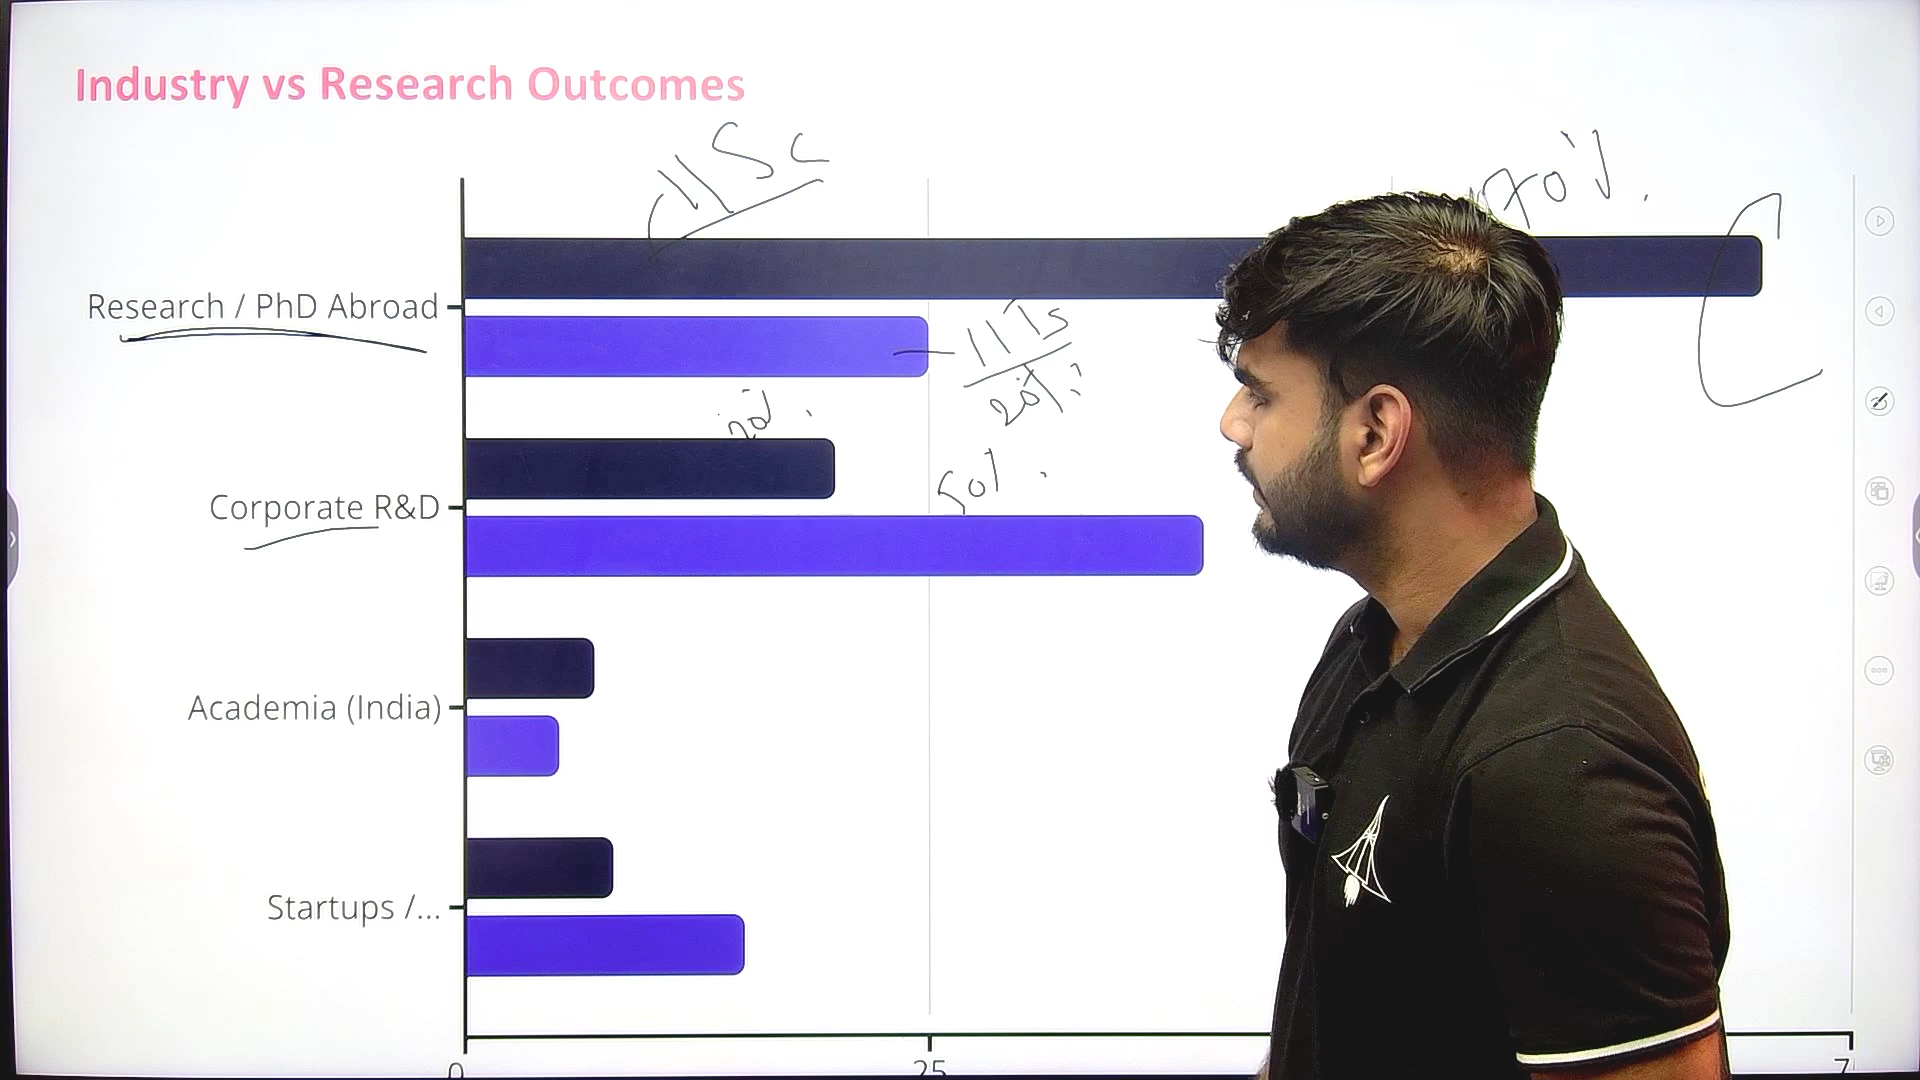 Industry vs Research Outcomes
IISc
70%.
Research / PhD Abroad
IITs
20%
20%.
Corporate R&D
50%.
Academia (India)
Startups /...
0 25 7